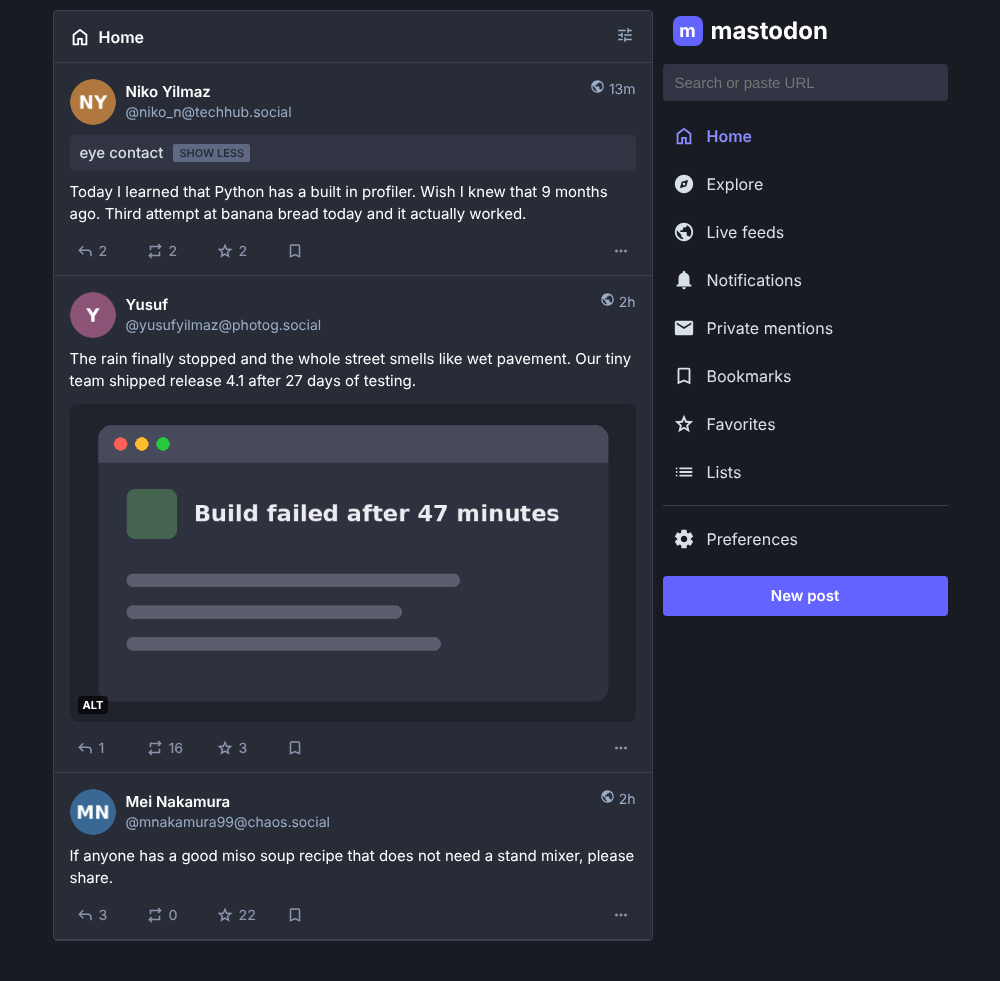 Home
NY
Niko Yilmaz
@niko_n@techhub.social
13m
eye contact SHOW LESS
Today I learned that Python has a built in profiler. Wish I knew that 9 months
ago. Third attempt at banana bread today and it actually worked.
2 2 2
Y
Yusuf
@yusufyilmaz@photog.social
2h
The rain finally stopped and the whole street smells like wet pavement. Our tiny
team shipped release 4.1 after 27 days of testing.
Build failed after 47 minutes
ALT
1 16 3
MN
Mei Nakamura
@mnakamura99@chaos.social
2h
If anyone has a good miso soup recipe that does not need a stand mixer, please
share.
3 0 22
m mastodon
Search or paste URL
Home
Explore
Live feeds
Notifications
Private mentions
Bookmarks
Favorites
Lists
Preferences
New post